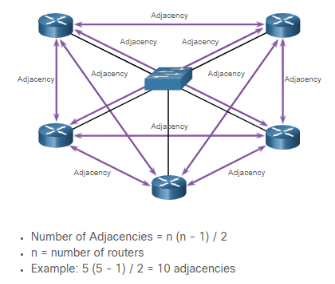 Adjacency
Adjacency Adjacency
Adjacency Adjacency Adjacency Adjacency
Adjacency
Adjacency Adjacency
• Number of Adjacencies = n (n - 1) / 2
• n = number of routers
• Example: 5 (5 - 1) / 2 = 10 adjacencies